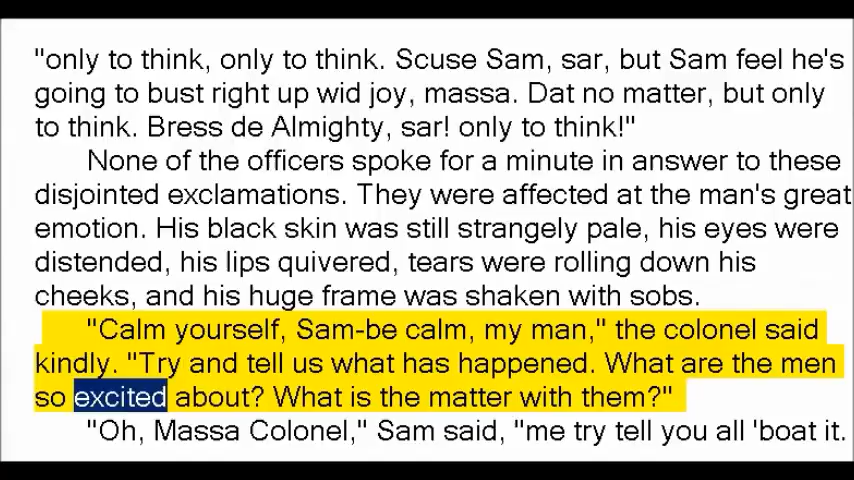 "only to think, only to think. Scuse Sam, sar, but Sam feel he's
going to bust right up wid joy, massa. Dat no matter, but only
to think. Bress de Almighty, sar! only to think!"
None of the officers spoke for a minute in answer to these
disjointed exclamations. They were affected at the man's great
emotion. His black skin was still strangely pale, his eyes were
distended, his lips quivered, tears were rolling down his
cheeks, and his huge frame was shaken with sobs.
"Calm yourself, Sam-be calm, my man," the colonel said
kindly. "Try and tell us what has happened. What are the men
so excited about? What is the matter with them?"
"Oh, Massa Colonel," Sam said, "me try tell you all 'boat it.